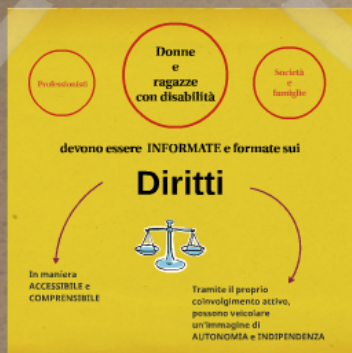 Professionisti
Donne
e
ragazze
con disabilità
Società
e
famiglie
devono essere INFORMATE e formate sui
Diritti
In maniera
ACCESSIBILE e
COMPRENSIBILE
Tramite il proprio
coinvolgimento attivo,
possono veicolare
un'immagine di
AUTONOMIA e INDIPENDENZA